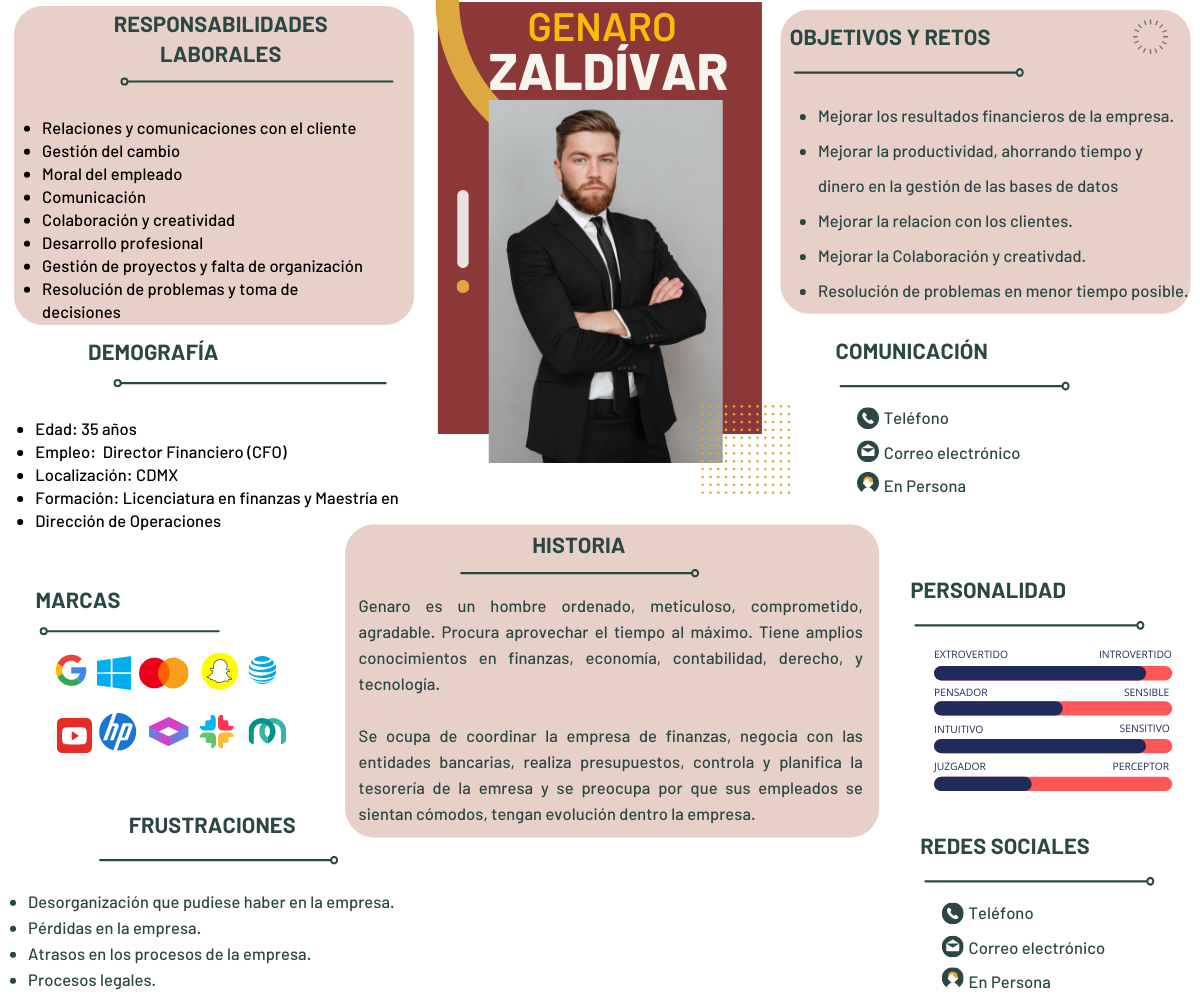 RESPONSABILIDADES
LABORALES
Relaciones y comunicaciones con el cliente
Gestión del cambio
Moral del empleado
Comunicación
Colaboración y creatividad
Desarrollo profesional
Gestión de proyectos y falta de organización
Resolución de problemas y toma de
decisiones
GENARO
ZALDÍVAR
OBJETIVOS Y RETOS
Mejorar los resultados financieros de la empresa.
Mejorar la productividad, ahorrando tiempo y
dinero en la gestión de las bases de datos
Mejorar la relacion con los clientes.
Mejorar la Colaboración y creativdad.
Resolución de problemas en menor tiempo posible.
DEMOGRAFÍA
Edad: 35 años
Empleo: Director Financiero (CFO)
Localización: CDMX
Formación: Licenciatura en finanzas y Maestría en
Dirección de Operaciones
COMUNICACIÓN
Teléfono
Correo electrónico
En Persona
MARCAS
hp
HISTORIA
Genaro es un hombre ordenado, meticuloso, comprometido,
agradable. Procura aprovechar el tiempo al máximo. Tiene amplios
conocimientos en finanzas, economía, contabilidad, derecho, y
tecnología.
Se ocupa de coordinar la empresa de finanzas, negocia con las
entidades bancarias, realiza presupuestos, controla y planifica la
tesorería de la emresa y se preocupa por que sus empleados se
sientan cómodos, tengan evolución dentro la empresa.
PERSONALIDAD
EXTROVERTIDO INTROVERTIDO
PENSADOR SENSIBLE
INTUITIVO SENSITIVO
JUZGADOR PERCEPTOR
FRUSTRACIONES
Desorganización que pudiese haber en la empresa.
Pérdidas en la empresa.
Atrasos en los procesos de la empresa.
Procesos legales.
REDES SOCIALES
Teléfono
Correo electrónico
En Persona